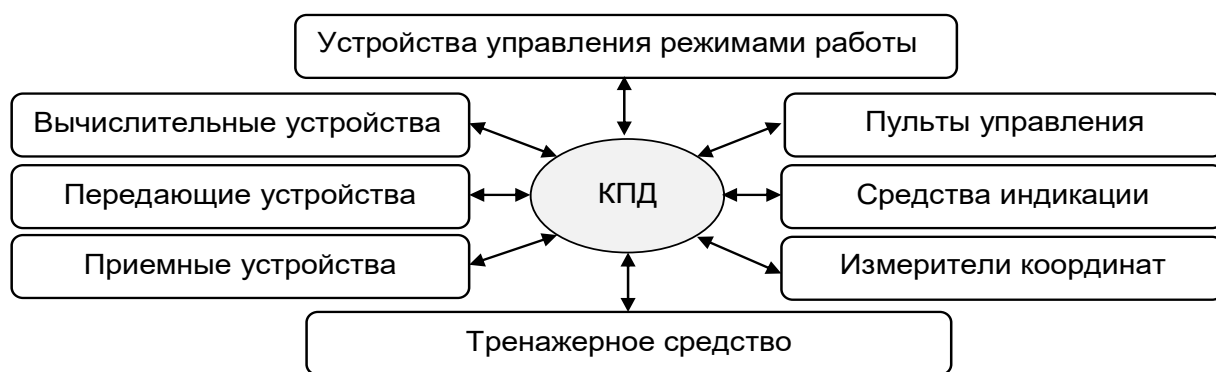 Устройства управления режимами работы
Вычислительные устройства
Пульты управления
Передающие устройства
КПД
Средства индикации
Приемные устройства
Измерители координат
Тренажерное средство